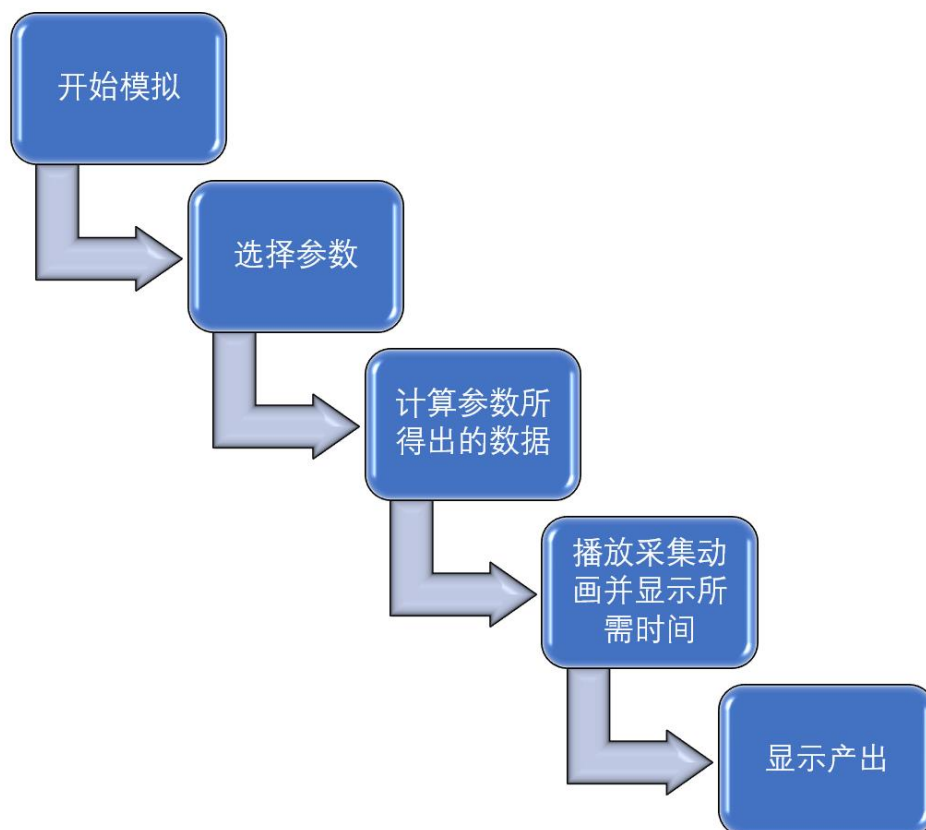 开始模拟
选择参数
计算参数所
得出的数据
播放采集动
画并显示所
需时间
显示产出